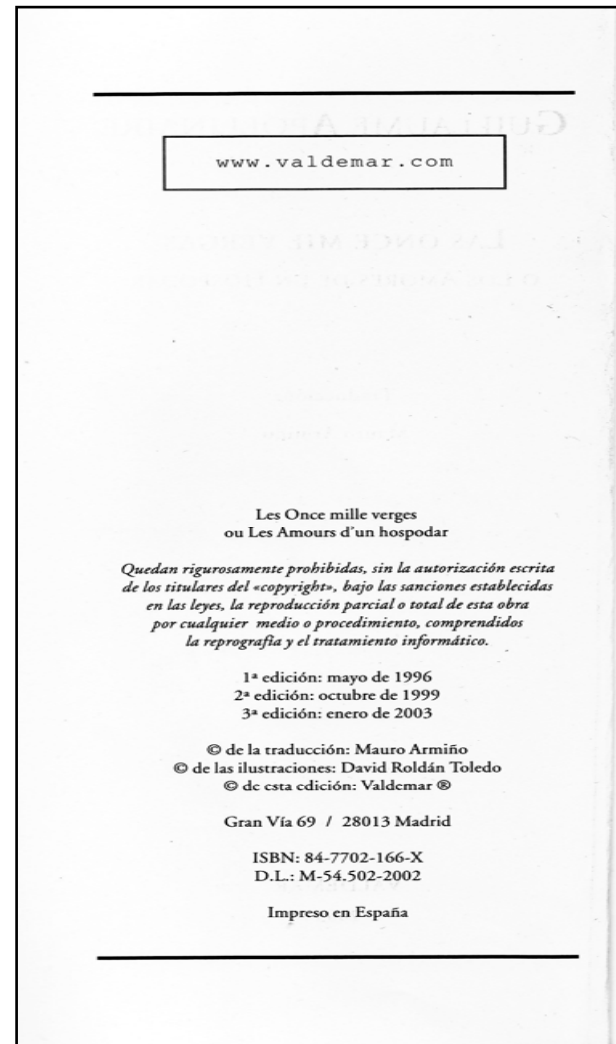 www.valdemar.com
Les Once mille verges
ou Les Amours d'un hospodar
Quedan rigurosamente prohibidas, sin la autorización escrita
de los titulares del «copyright», bajo las sanciones establecidas
en las leyes, la reproducción parcial o total de esta obra
por cualquier medio o procedimiento, comprendidos
la reprografía y el tratamiento informático.
1ª edición: mayo de 1996
2ª edición: octubre de 1999
3ª edición: enero de 2003
© de la traducción: Mauro Armiño
© de las ilustraciones: David Roldán Toledo
© de esta edición: Valdemar ®
Gran Vía 69 / 28013 Madrid
ISBN: 84-7702-166-X
D.L.: M-54.502-2002
Impreso en España